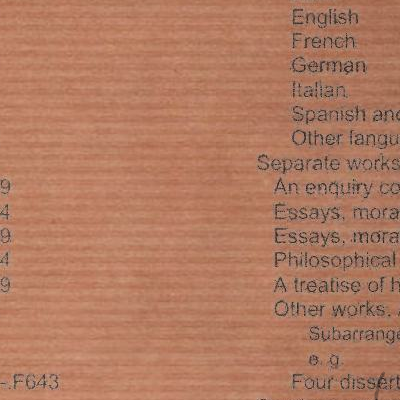 English
French
German
Italian
Spanish and
Other langu
Separate works
9 An enquiry co
4 Essays, mora
9 Essays, mora
4 Philosophical
9 A treatise of h
Other works,
Subarrange
e. g.
-.F643 Four dissert